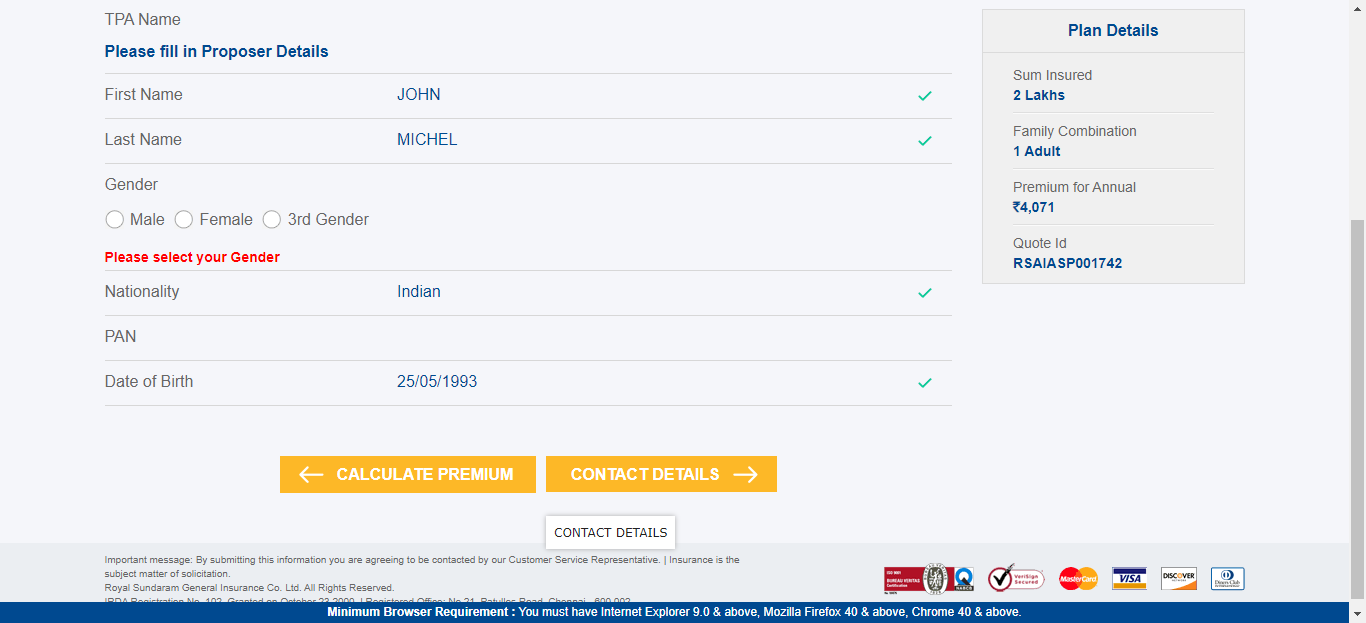 TPA Name
Please fill in Proposer Details
First Name JOHN
Last Name MICHEL
Gender
Male Female 3rd Gender
Please select your Gender
Nationality Indian
PAN
Date of Birth 25/05/1993
CALCULATE PREMIUM CONTACT DETAILS
CONTACT DETAILS
Plan Details
Sum Insured
2 Lakhs
Family Combination
1 Adult
Premium for Annual
₹4,071
Quote Id
RSAIASP001742
Important message: By submitting this information you are agreeing to be contacted by our Customer Service Representative. | Insurance is the
subject matter of solicitation.
Royal Sundaram General Insurance Co. Ltd. All Rights Reserved.
IRDA Registration No. 102. Granted on October 23,2000. | Registered Office: No.21, Patullos Road, Chennai - 600 002.
BUREAU VERITAS
Certification
VeriSign
Secured
MasterCard
VISA
DISCOVER
Diners Club
Minimum Browser Requirement : You must have Internet Explorer 9.0 & above, Mozilla Firefox 40 & above, Chrome 40 & above.